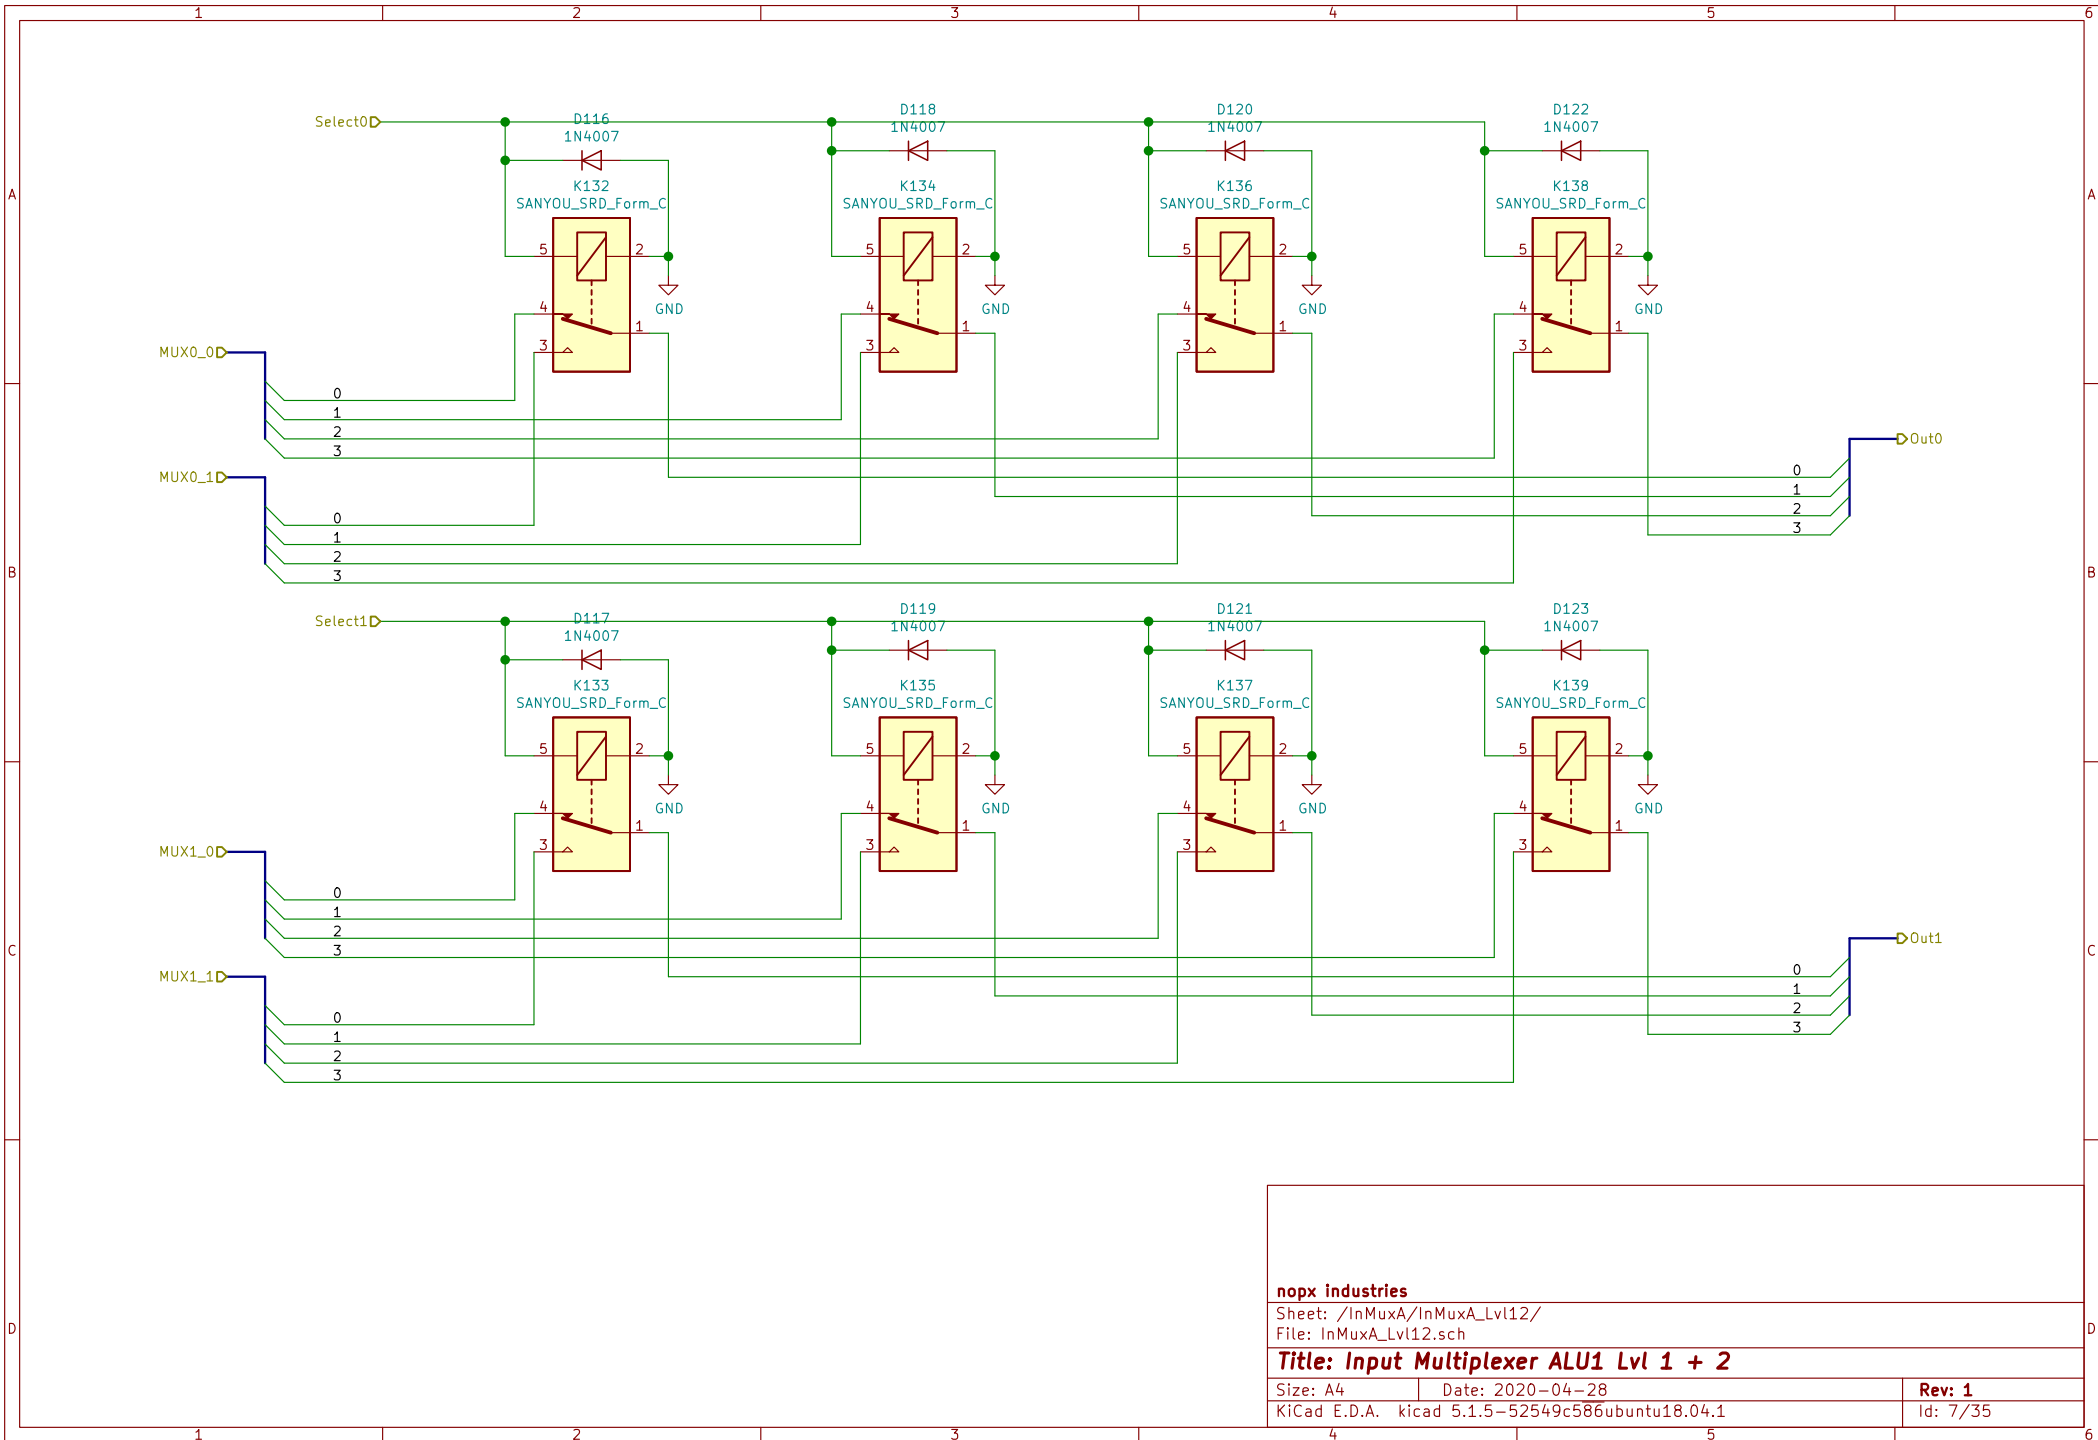 1 2 3 4 5 6
Select0
D116
1N4007
D118
1N4007
D120
1N4007
D122
1N4007
A A
K132
SANYOU_SRD_Form_C
K134
SANYOU_SRD_Form_C
K136
SANYOU_SRD_Form_C
K138
SANYOU_SRD_Form_C
5 2 5 2 5 2 5 2
GND GND GND GND
4 4 4 4
1 1 1 1
3 3 3 3
MUX0_0
0
1
2
3
Out0
MUX0_1
0
1
2
3
0
1
2
3
B B
Select1
D117
1N4007
D119
1N4007
D121
1N4007
D123
1N4007
K133
SANYOU_SRD_Form_C
K135
SANYOU_SRD_Form_C
K137
SANYOU_SRD_Form_C
K139
SANYOU_SRD_Form_C
5 2 5 2 5 2 5 2
GND GND GND GND
4 4 4 4
1 1 1 1
3 3 3 3
MUX1_0
0
1
2
3
C C
Out1
MUX1_1
0
1
2
3
0
1
2
3
nopx industries
Sheet: /InMuxA/InMuxA_Lvl12/
File: InMuxA_Lvl12.sch
D D
Title: Input Multiplexer ALU1 Lvl 1 + 2
Size: A4 Date: 2020-04-28 Rev: 1
KiCad E.D.A. kicad 5.1.5-52549c586ubuntu18.04.1 Id: 7/35
1 2 3 4 5 6